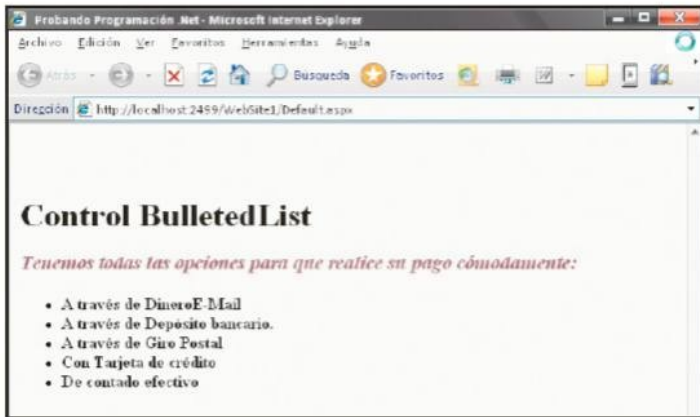 Probando Programación .Net - Microsoft Internet Explorer
Archivo Edición Ver Favoritos Herramientas Ayuda
Atrás Búsqueda Favoritos
Dirección http://localhost:2499/WebSite1/Default.aspx
Control BulletedList
Tenemos todas las opciones para que realice su pago cómodamente:
• A través de DineroE-Mail
• A través de Depósito bancario.
• A través de Giro Postal
• Con Tarjeta de crédito
• De contado efectivo